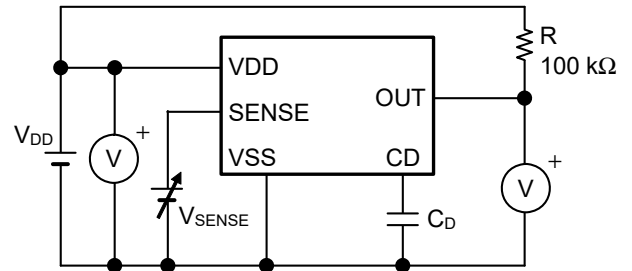 R
100 kΩ
VDD
SENSE
OUT
VSS
CD
VDD
V
+
VSENSE
CD
V
+